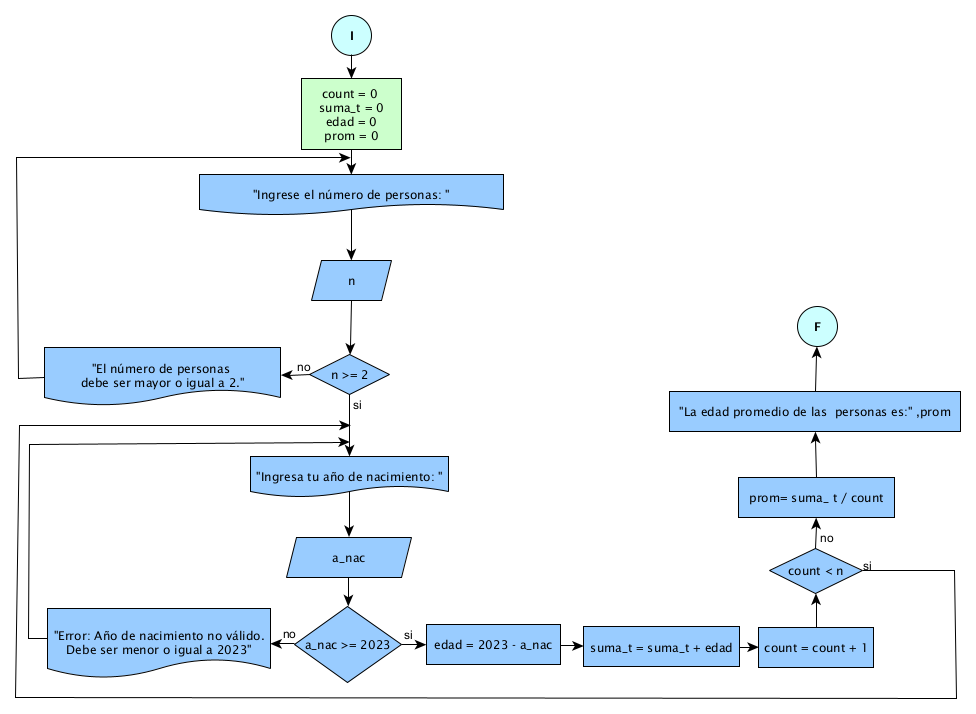 I
count = 0
suma_t = 0
edad = 0
prom = 0
"Ingrese el número de personas: "
n
n >= 2
no
si
"El número de personas
debe ser mayor o igual a 2."
"Ingresa tu año de nacimiento: "
a_nac
a_nac >= 2023
no
si
"Error: Año de nacimiento no válido.
Debe ser menor o igual a 2023"
edad = 2023 - a_nac
suma_t = suma_t + edad
count = count + 1
count < n
si
no
prom= suma_ t / count
"La edad promedio de las  personas es:" ,prom
F